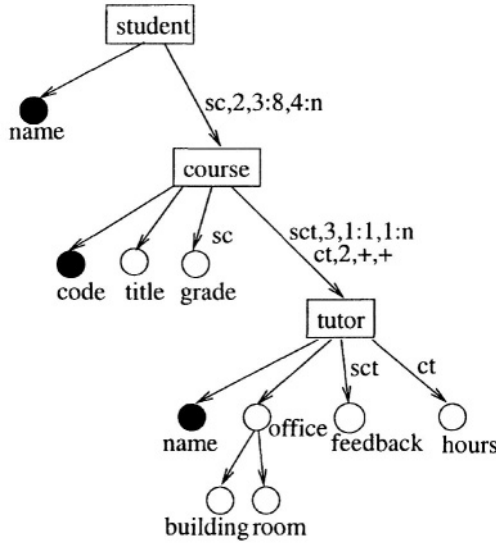 student
name
sc,2,3:8,4:n
course
code
title
grade
sc
sct,3,1:1,1:n
ct,2,+,+
tutor
name
office
sct
feedback
ct
hours
building
room